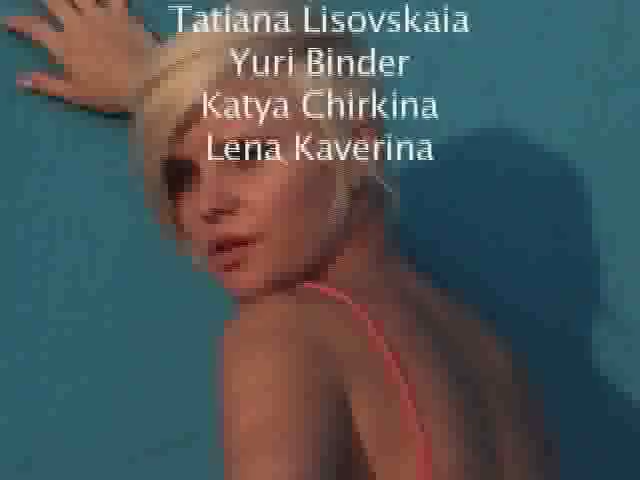 Tatiana Lisovskaia
Yuri Binder
Katya Chirkina
Lena Kaverina